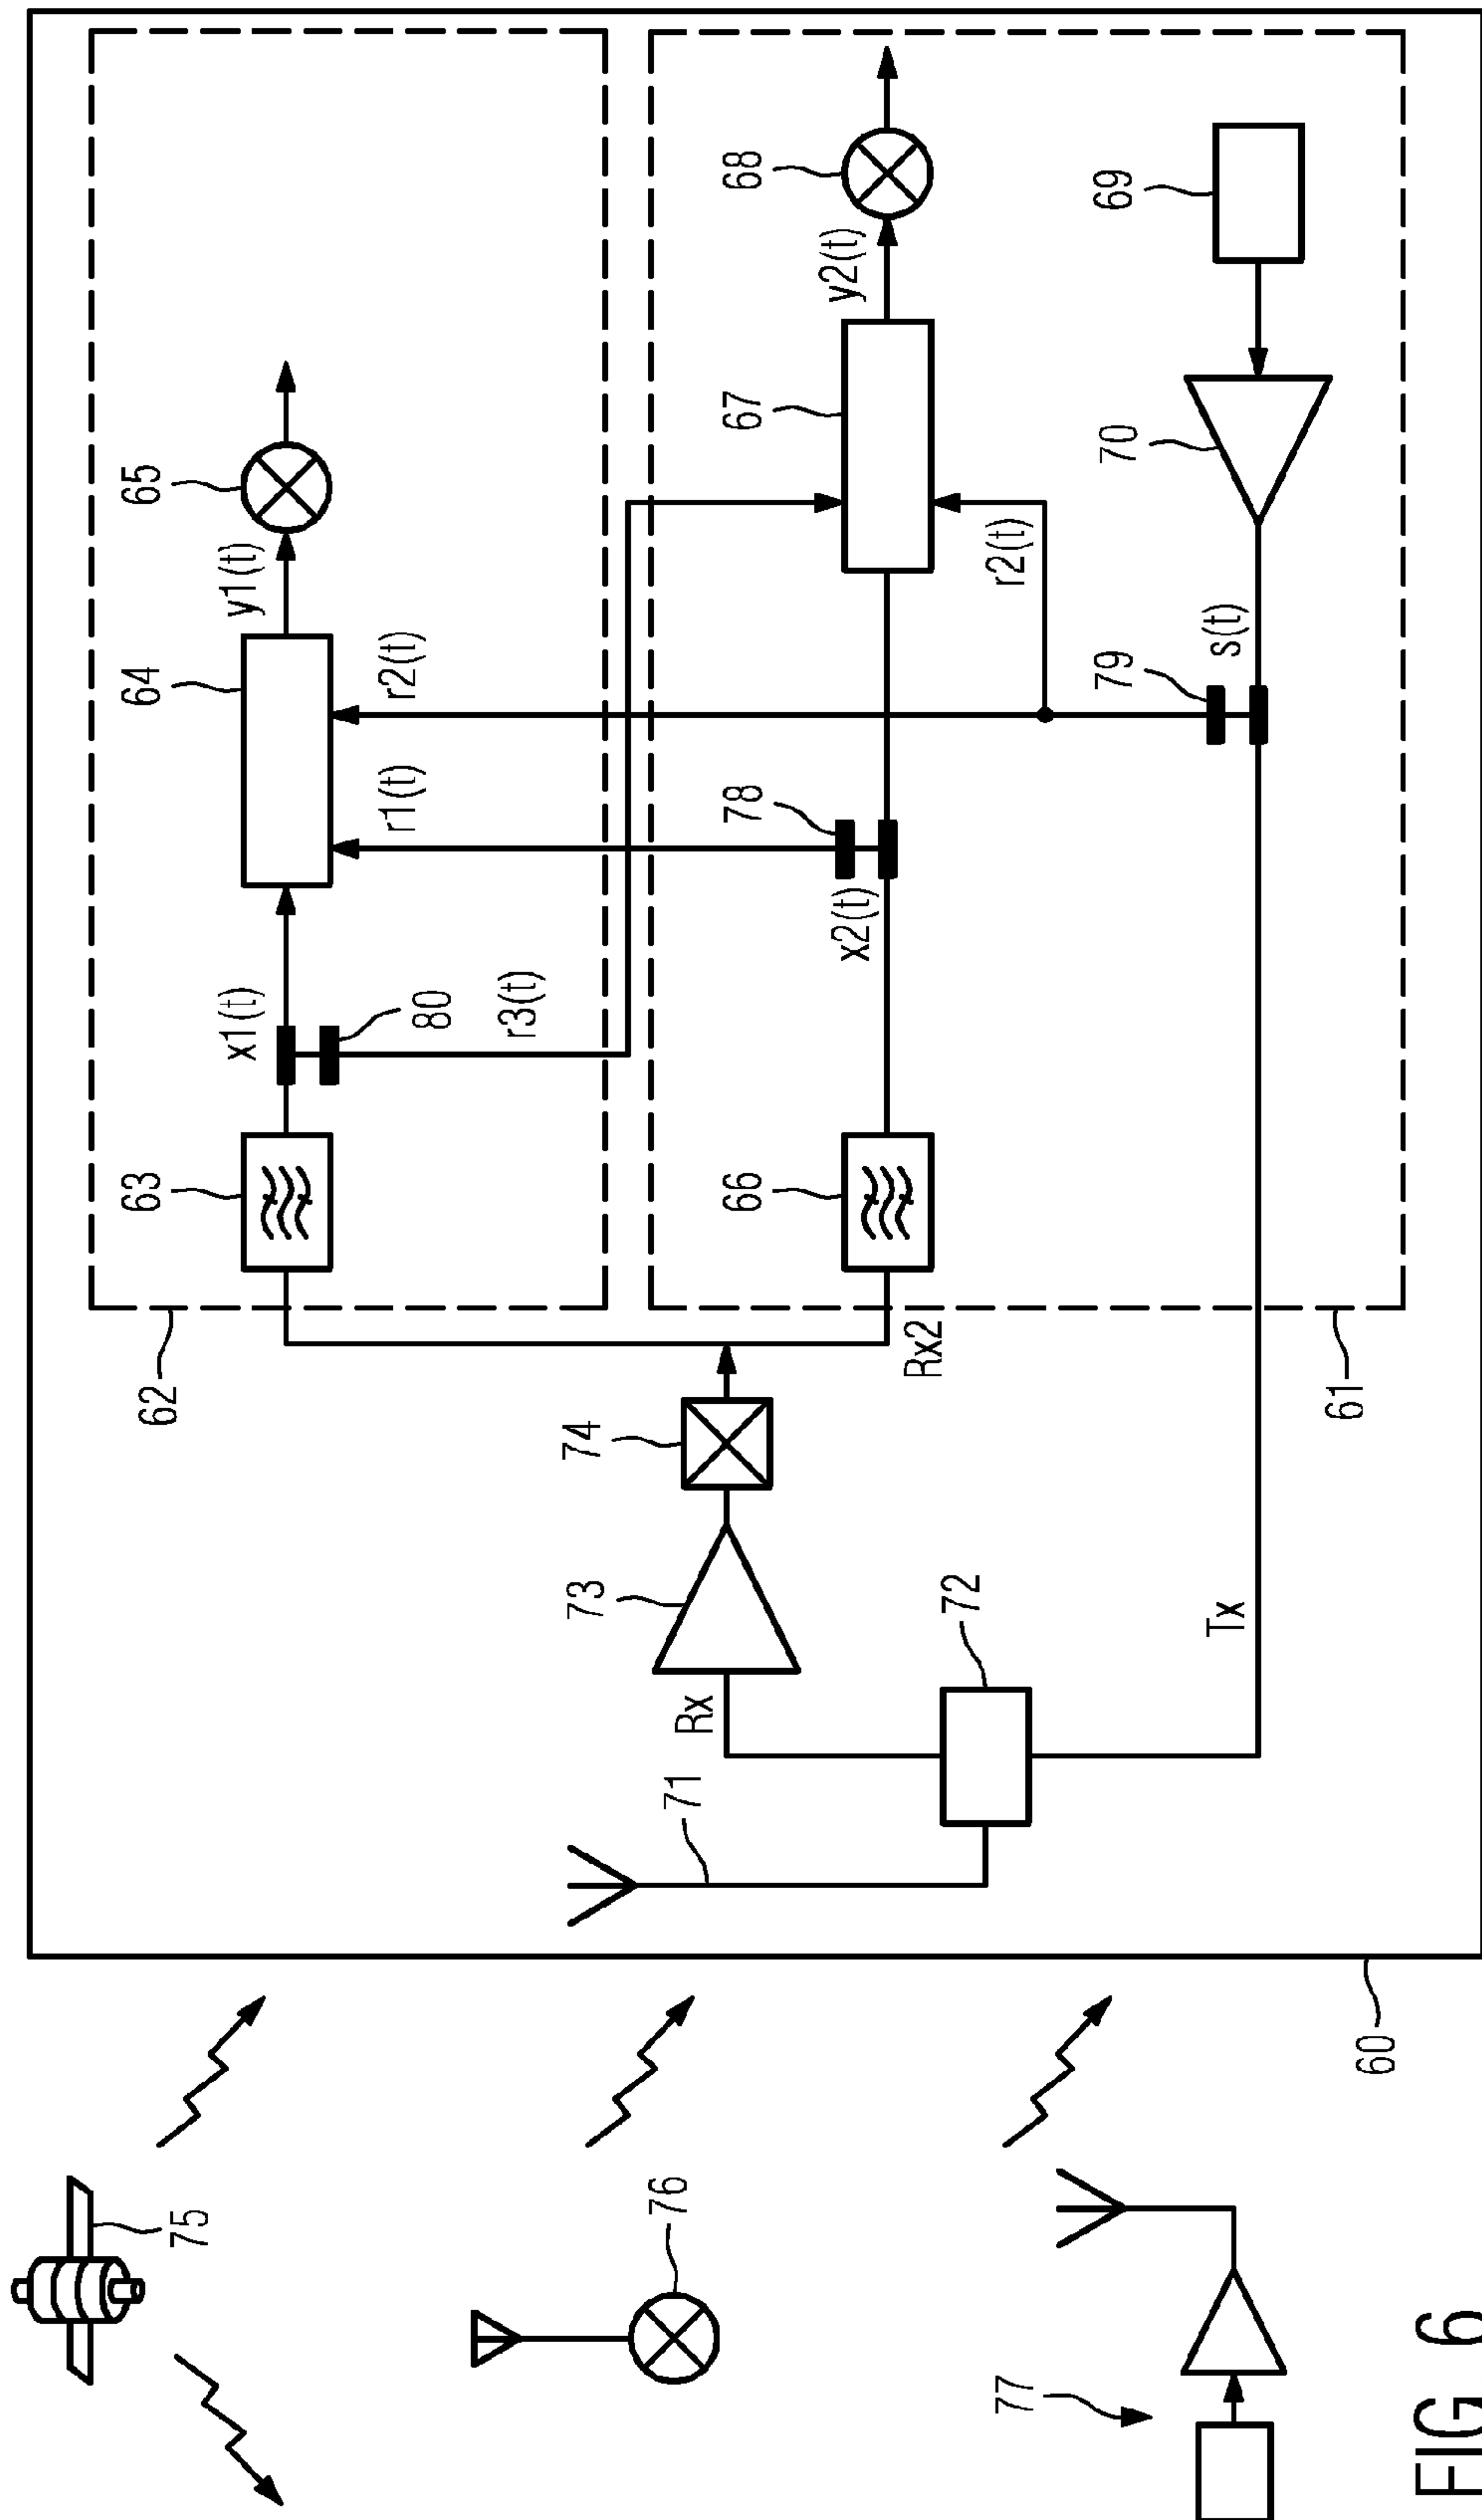 62
63
x1(t)
80
r3(t)
64
r1(t)
r2(t)
y1(t)
65
75
76
77
71
Rx
72
73
74
Tx
Rx2
66
x2(t)
78
67
r2(t)
y2(t)
68
79
s(t)
70
69
61
60
FIG 6